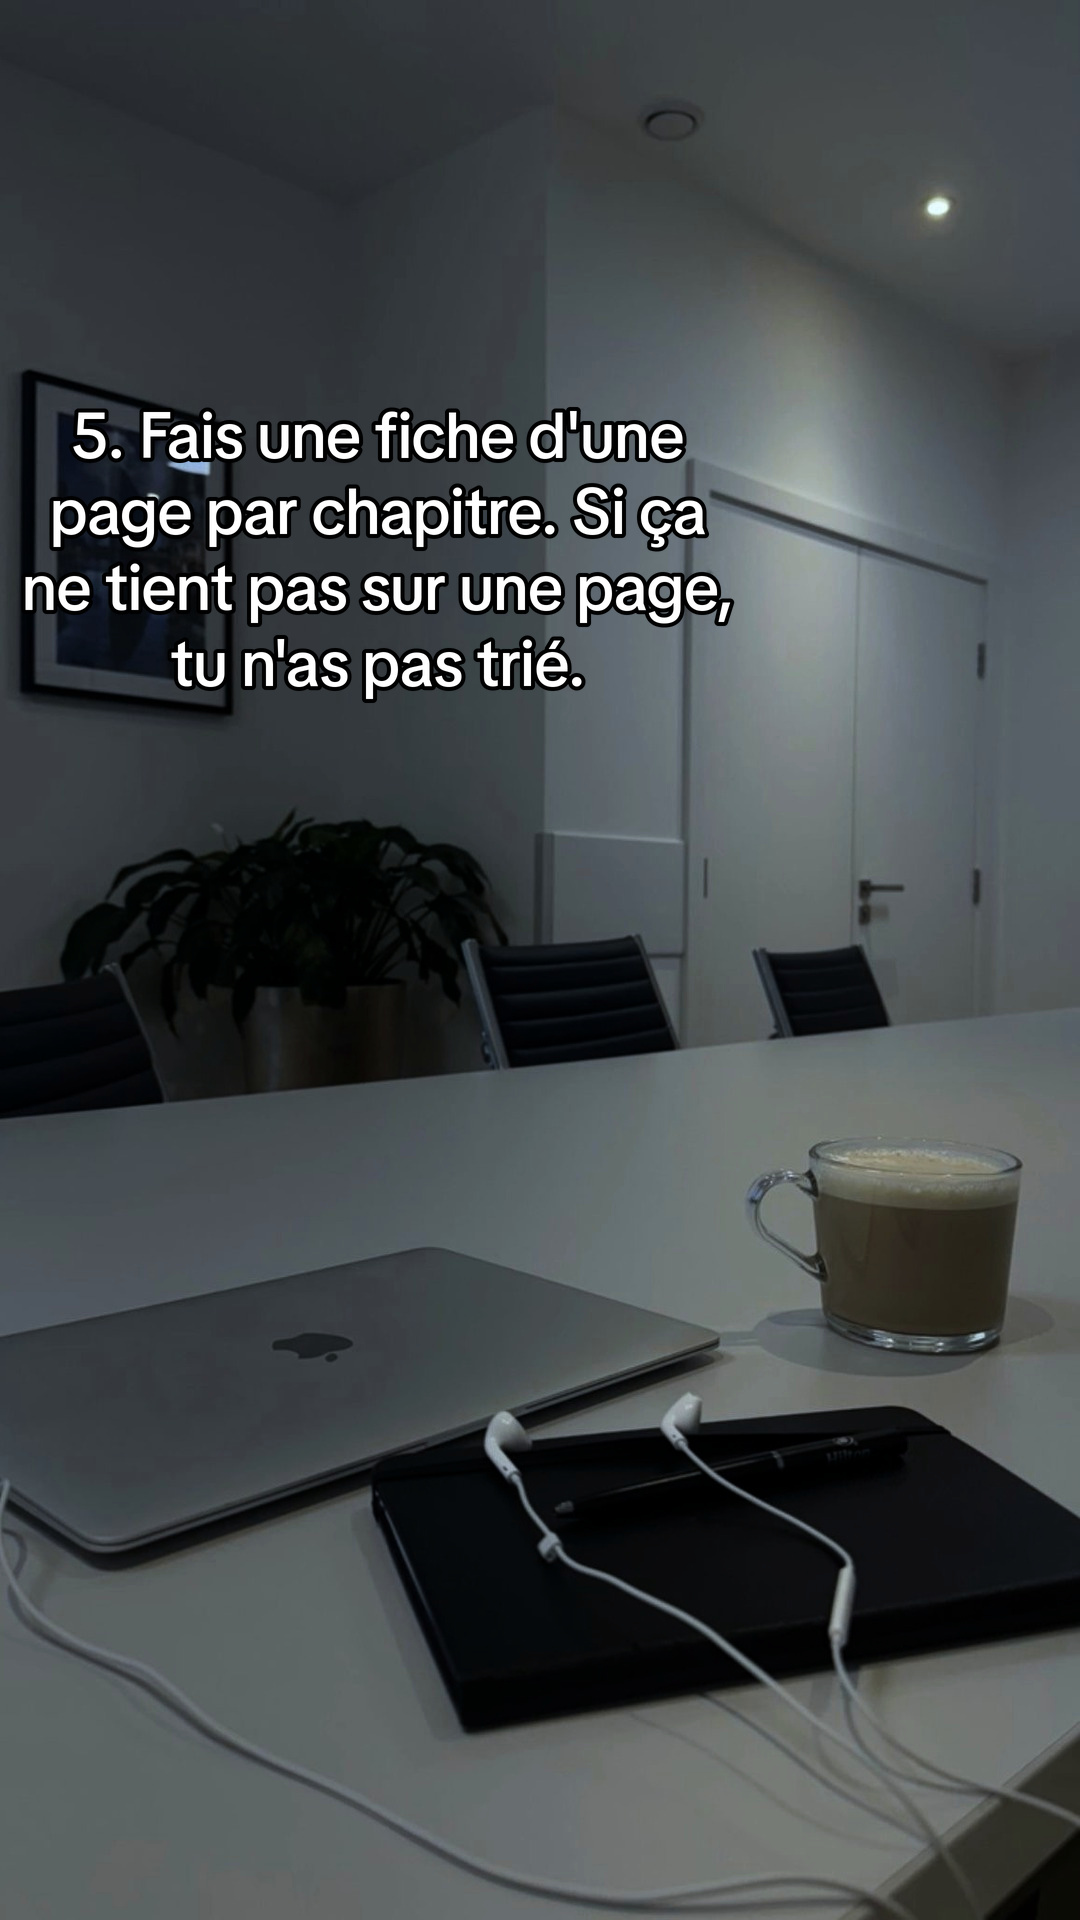 5. Fais une fiche d'une
page par chapitre. Si ça
ne tient pas sur une page,
tu n'as pas trié.
Hilton